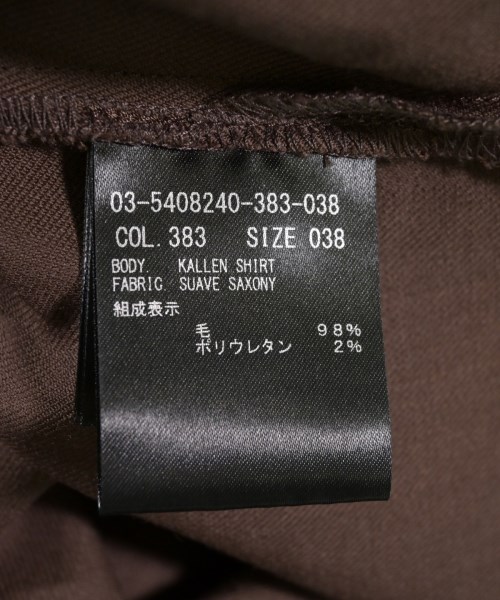 03-5408240-383-038
COL. 383 SIZE 038
BODY. KALLEN SHIRT
FABRIC SUAVE SAXONY
組成表示
毛 98%
ポリウレタン 2%